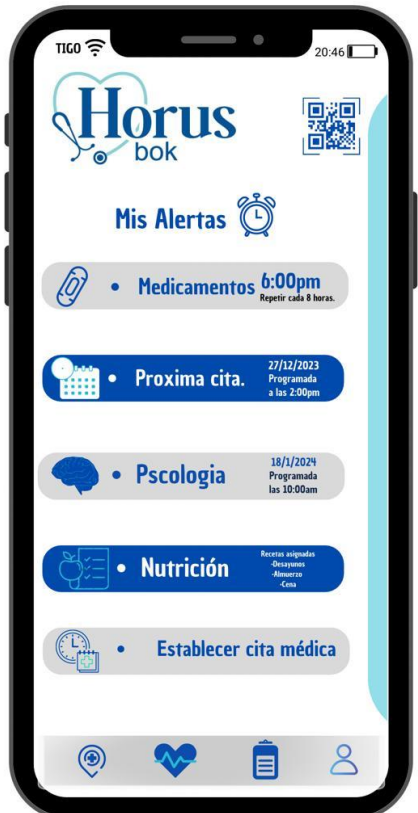 TIGO
20:46
Horus
bok
Mis Alertas
• Medicamentos
6:00pm
Repetir cada 8 horas.
• Proxima cita.
27/12/2023
Programada
a las 2:00pm
• Pscologia
18/1/2024
Programada
las 10:00am
• Nutrición
Recetas asignadas
-Desayunos
-Almuerzo
-Cena
• Establecer cita médica